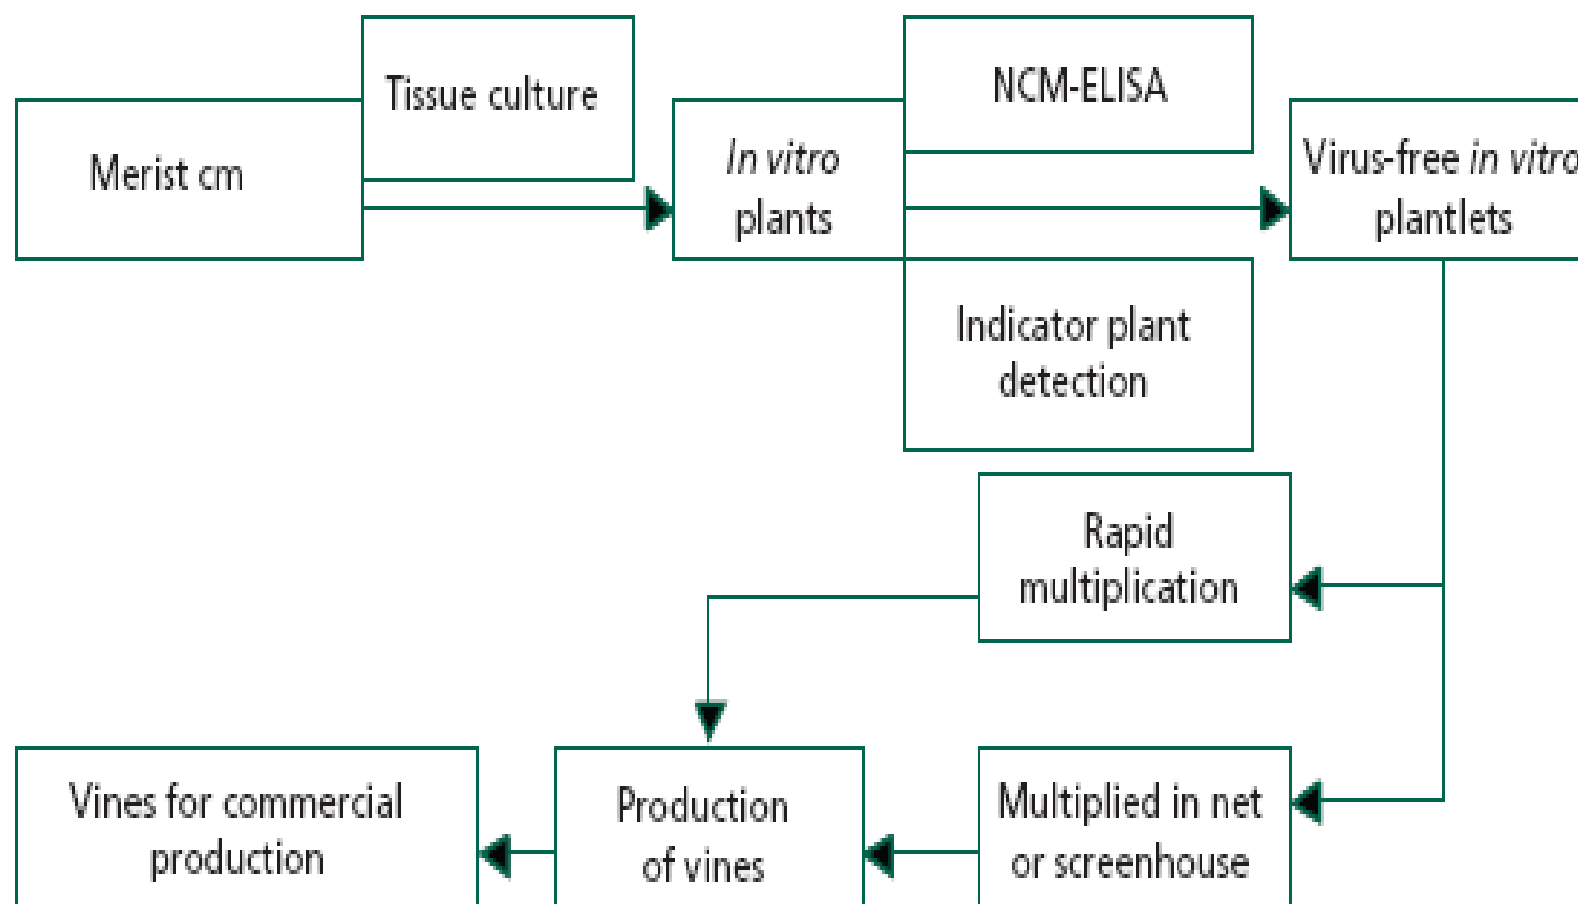 Tissue culture
NCM-ELISA
Merist cm
In vitro
plants
Virus-free in vitro
plantlets
Indicator plant
detection
Rapid
multiplication
Vines for commercial
production
Production
of vines
Multiplied in net
or screenhouse